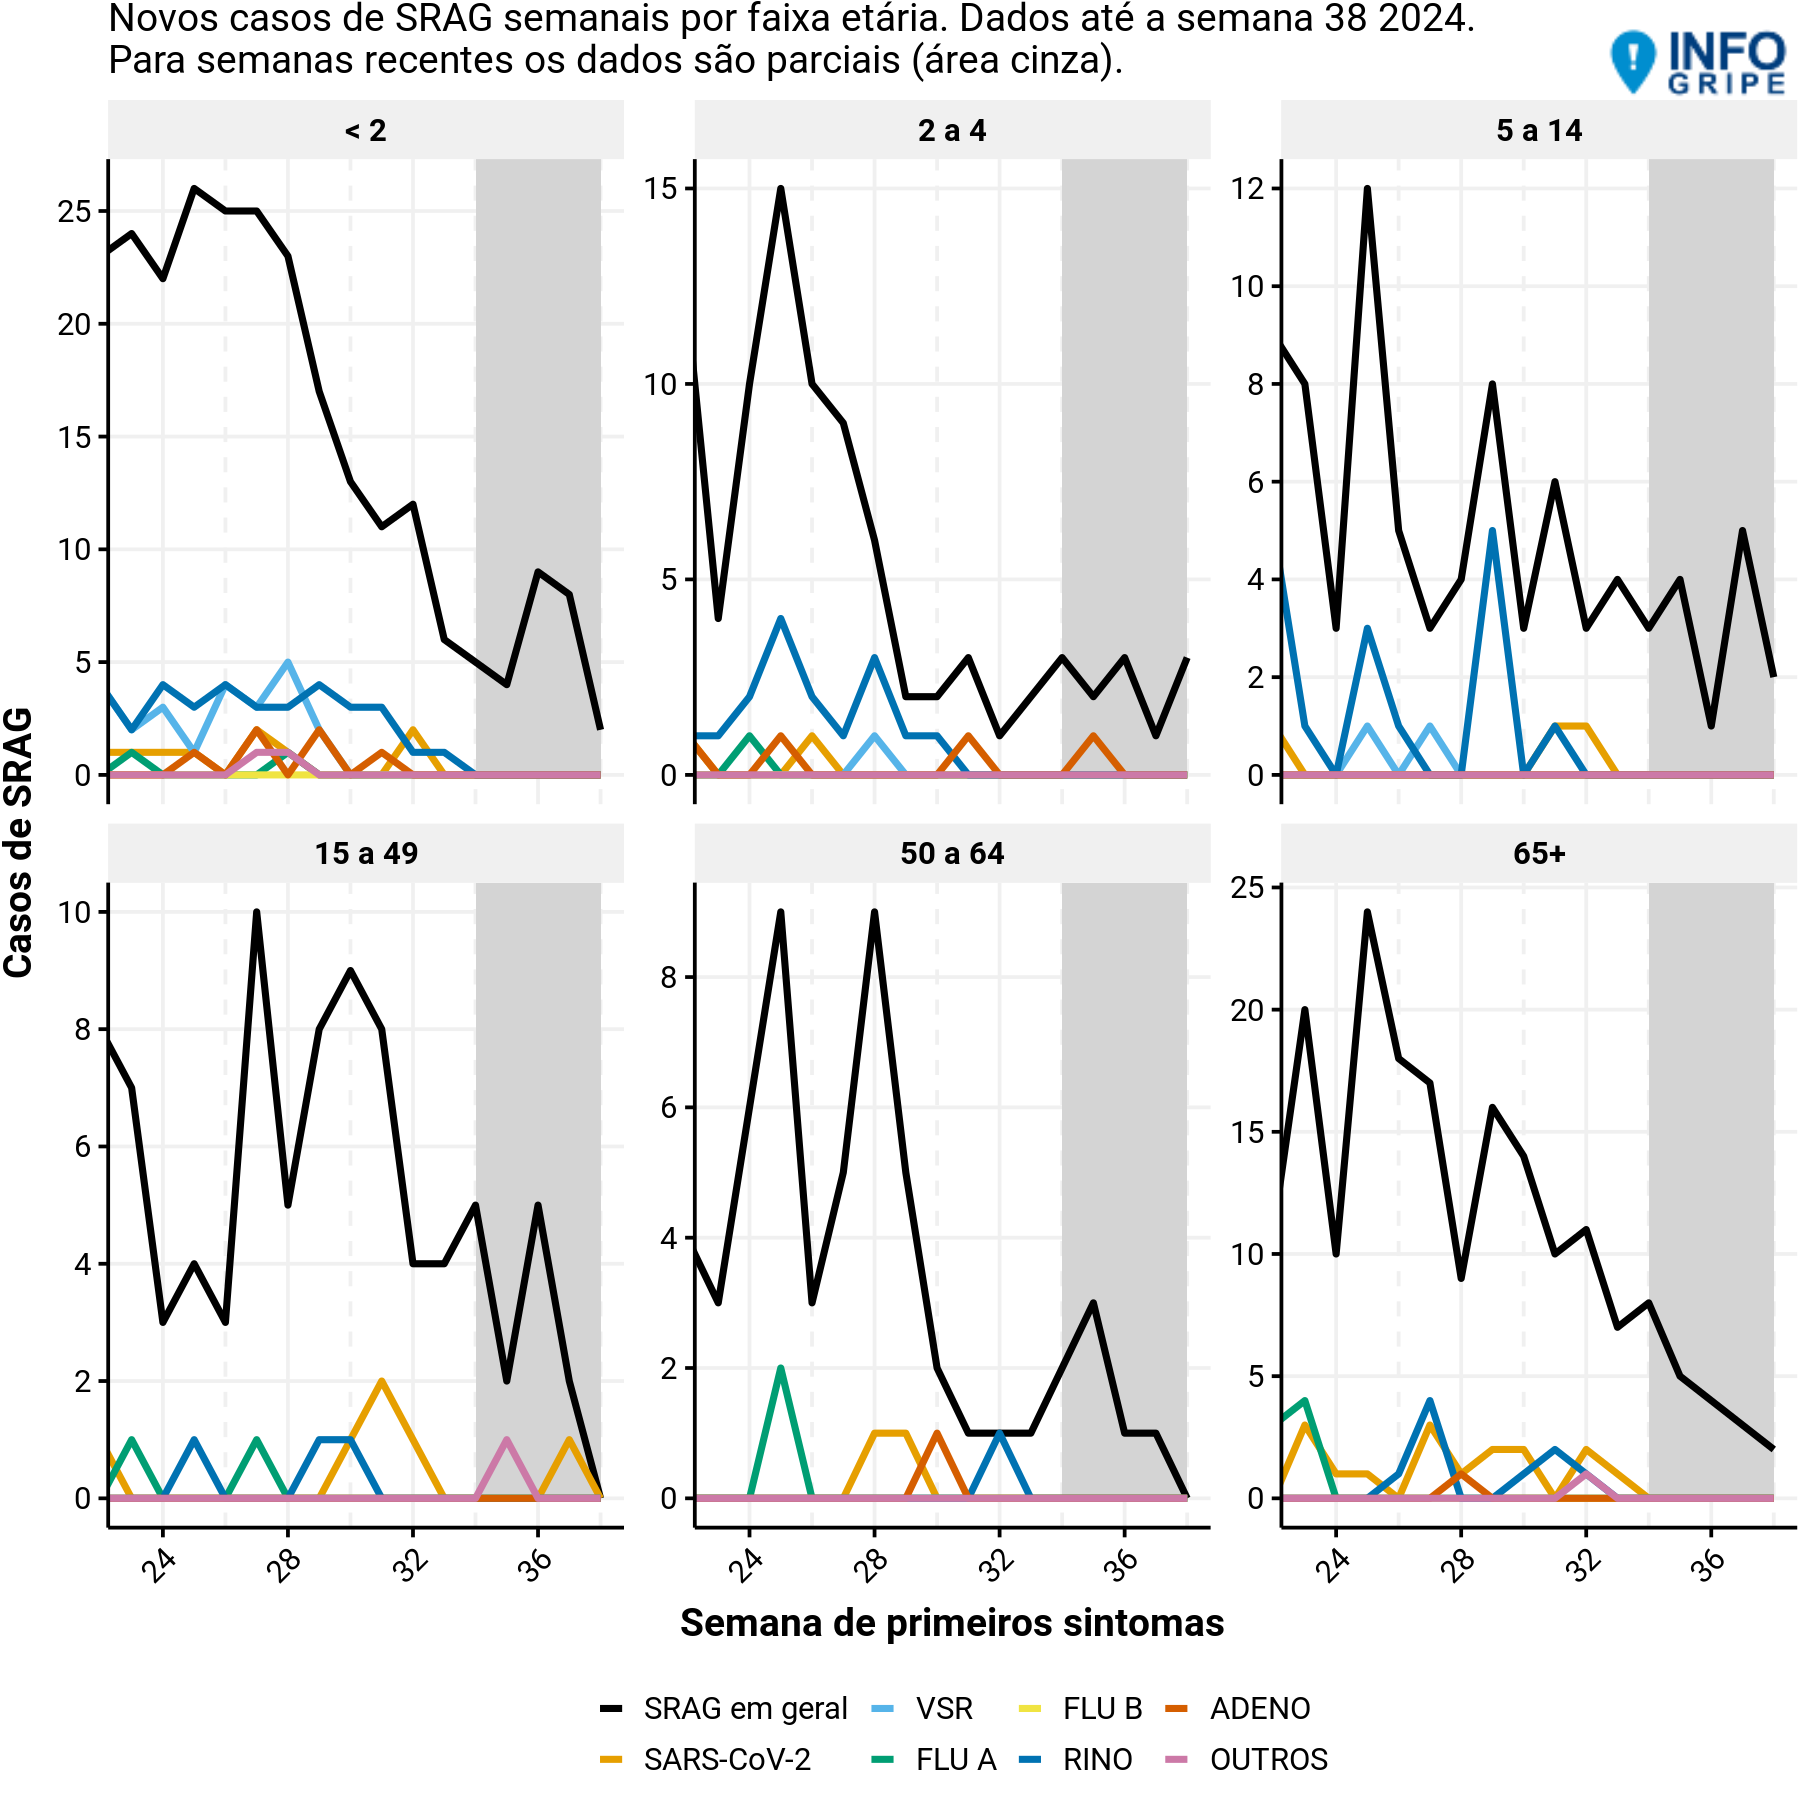 Novos casos de SRAG semanais por faixa etária. Dados até a semana 38 2024.
Para semanas recentes os dados são parciais (área cinza).
INFO
GRIPE
< 2
2 a 4
5 a 14
25
20
15
10
5
0
15
10
5
0
12
10
8
6
4
2
0
Casos de SRAG
15 a 49
50 a 64
65+
10
8
6
4
2
0
8
6
4
2
0
25
20
15
10
5
0
24 28 32 36
24 28 32 36
24 28 32 36
Semana de primeiros sintomas
SRAG em geral VSR FLU B ADENO
SARS-CoV-2 FLU A RINO OUTROS